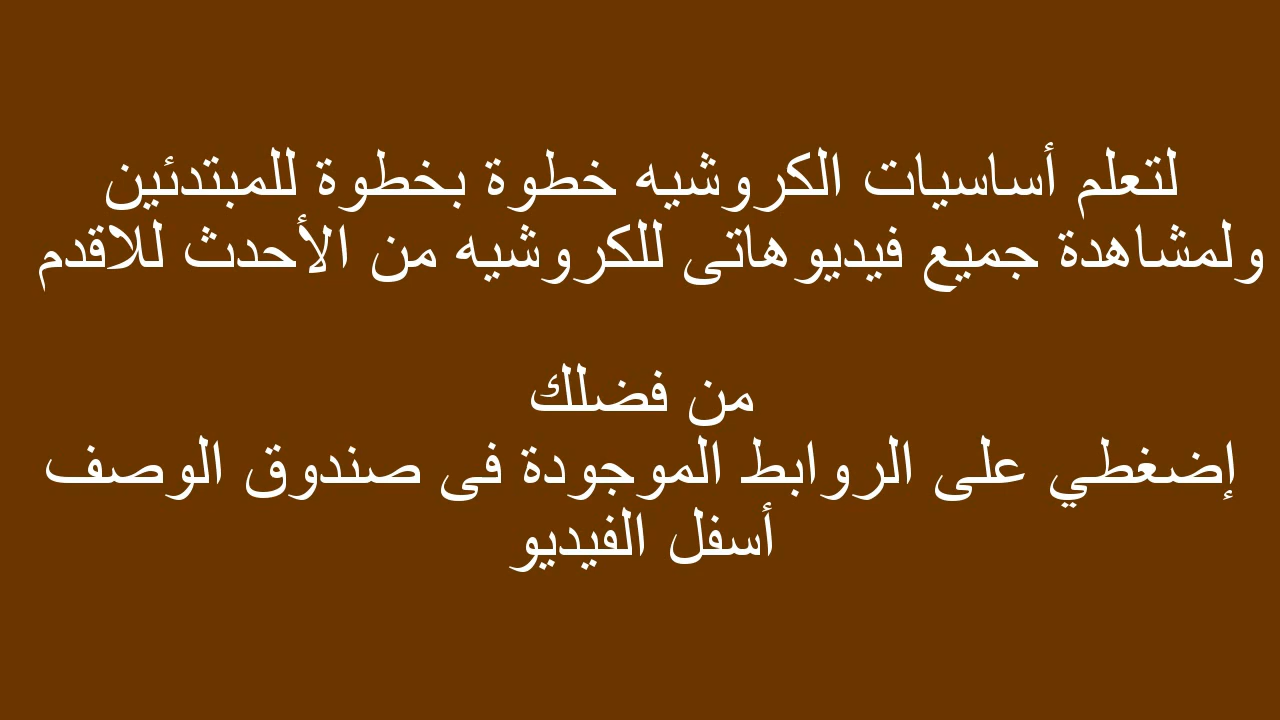 لتعلم أساسيات الكروشيه خطوة بخطوة للمبتدئين
ولمشاهدة جميع فيديوهاتى للكروشيه من الأحدث للاقدم
من فضلك
إضغطي على الروابط الموجودة فى صندوق الوصف
أسفل الفيديو